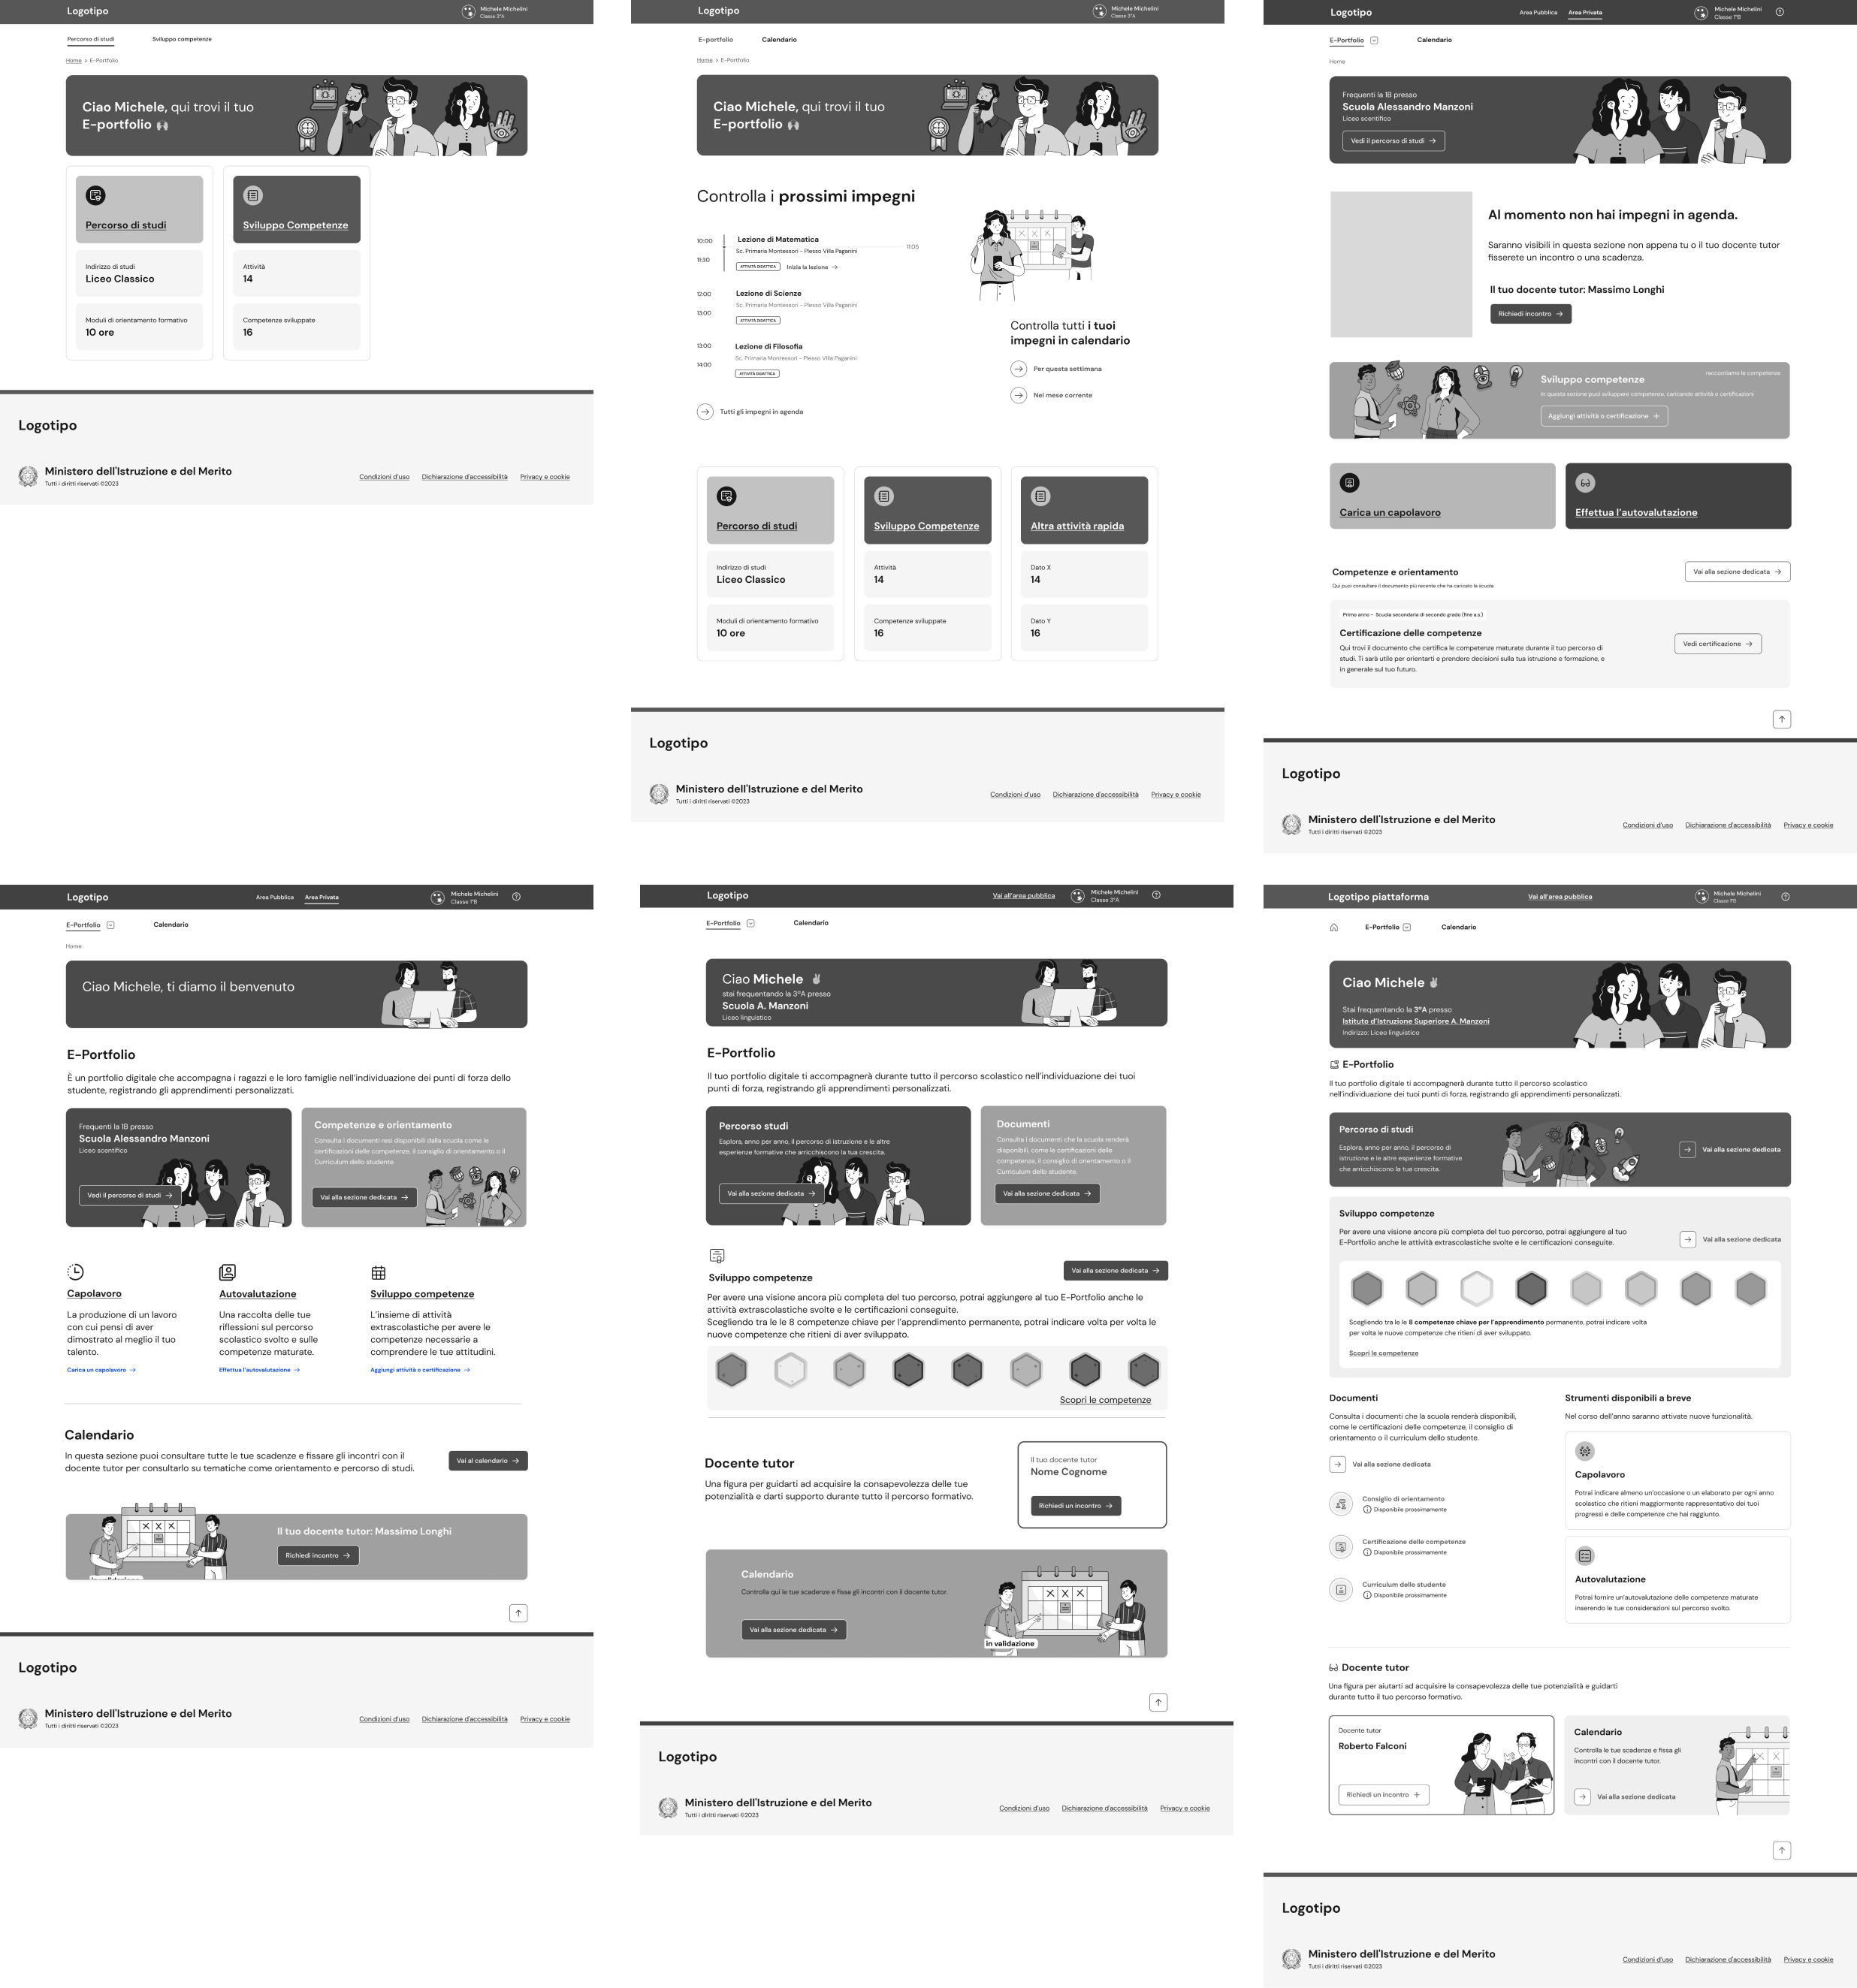 Logotipo
Michele Michelini
Classe 3°A
Percorso di studi
Sviluppo competenze
Home > E-Portfolio
Ciao Michele, qui trovi il tuo
E-portfolio
Percorso di studi
Indirizzo di studi
Liceo Classico
Moduli di orientamento formativo
10 ore
Sviluppo Competenze
Attività
14
Competenze sviluppate
16
Logotipo
Ministero dell'Istruzione e del Merito
Tutti i diritti riservati ©2023
Condizioni d'uso
Dichiarazione d'accessibilità
Privacy e cookie
Logotipo
Michele Michelini
Classe 3°A
E-portfolio
Calendario
Home > E-Portfolio
Ciao Michele, qui trovi il tuo
E-portfolio
Controlla i prossimi impegni
10:00
Lezione di Matematica
11:05
Sc. Primaria Montessori - Plesso Villa Paganini
11:30
ATTIVITÀ DIDATTICA
Inizia la lezione
12:00
Lezione di Scienze
Sc. Primaria Montessori - Plesso Villa Paganini
13:00
ATTIVITÀ DIDATTICA
13:00
Lezione di Filosofia
Sc. Primaria Montessori - Plesso Villa Paganini
14:00
ATTIVITÀ DIDATTICA
Tutti gli impegni in agenda
Controlla tutti i tuoi
impegni in calendario
Per questa settimana
Nel mese corrente
Percorso di studi
Indirizzo di studi
Liceo Classico
Moduli di orientamento formativo
10 ore
Sviluppo Competenze
Attività
14
Competenze sviluppate
16
Altra attività rapida
Dato X
14
Dato Y
16
Logotipo
Ministero dell'Istruzione e del Merito
Tutti i diritti riservati ©2023
Condizioni d'uso
Dichiarazione d'accessibilità
Privacy e cookie
Logotipo
Area Pubblica
Area Privata
Michele Michelini
Classe 1°B
E-Portfolio
Calendario
Home
Frequenti la 1B presso
Scuola Alessandro Manzoni
Liceo scentifico
Vedi il percorso di studi
Al momento non hai impegni in agenda.
Saranno visibili in questa sezione non appena tu o il tuo docente tutor
fisserete un incontro o una scadenza.
Il tuo docente tutor: Massimo Longhi
Richiedi incontro
raccontiamo le competenze
Sviluppo competenze
In questa sezione puoi sviluppare competenze, caricando attività o certificazioni
Aggiungi attività o certificazione
Carica un capolavoro
Effettua l'autovalutazione
Competenze e orientamento
Qui puoi consultare il documento più recente che ha caricato la scuola
Vai alla sezione dedicata
Primo anno - Scuola secondaria di secondo grado (fine a.s.)
Certificazione delle competenze
Qui trovi il documento che certifica le competenze maturate durante il tuo percorso di
studi. Ti sarà utile per orientarti e prendere decisioni sulla tua istruzione e formazione, e
in generale sul tuo futuro.
Vedi certificazione
Logotipo
Ministero dell'Istruzione e del Merito
Tutti i diritti riservati ©2023
Condizioni d'uso
Dichiarazione d'accessibilità
Privacy e cookie
Logotipo
Area Pubblica
Area Privata
Michele Michelini
Classe 1°B
E-Portfolio
Calendario
Home
Ciao Michele, ti diamo il benvenuto
E-Portfolio
È un portfolio digitale che accompagna i ragazzi e le loro famiglie nell'individuazione dei punti di forza dello
studente, registrando gli apprendimenti personalizzati.
Frequenti la 1B presso
Scuola Alessandro Manzoni
Liceo scentifico
Vedi il percorso di studi
Competenze e orientamento
Consulta i documenti resi disponibili dalla scuola come le
certificazioni delle competenze, il consiglio di orientamento o il
Curriculum dello studente.
Vai alla sezione dedicata
Capolavoro
La produzione di un lavoro
con cui pensi di aver
dimostrato al meglio il tuo
talento.
Carica un capolavoro
Autovalutazione
Una raccolta delle tue
riflessioni sul percorso
scolastico svolto e sulle
competenze maturate.
Effettua l'autovalutazione
Sviluppo competenze
L'insieme di attività
extrascolastiche per avere le
competenze necessarie a
comprendere le tue attitudini.
Aggiungi attività o certificazione
Calendario
In questa sezione puoi consultare tutte le tue scadenze e fissare gli incontri con il
docente tutor per consultarlo su tematiche come orientamento e percorso di studi.
Vai al calendario
Il tuo docente tutor: Massimo Longhi
Richiedi incontro
Logotipo
Ministero dell'Istruzione e del Merito
Tutti i diritti riservati ©2023
Condizioni d'uso
Dichiarazione d'accessibilità
Privacy e cookie
Logotipo
Vai all'area pubblica
Michele Michelini
Classe 3°A
E-Portfolio
Calendario
Ciao Michele
stai frequentando la 3°A presso
Scuola A. Manzoni
Liceo linguistico
E-Portfolio
Il tuo portfolio digitale ti accompagnerà durante tutto il percorso scolastico nell'individuazione dei tuoi
punti di forza, registrando gli apprendimenti personalizzati.
Percorso studi
Esplora, anno per anno, il percorso di istruzione e le altre
esperienze formative che arricchiscono la tua crescita.
Vai alla sezione dedicata
Documenti
Consulta i documenti che la scuola renderà
disponibili, come le certificazioni delle
competenze, il consiglio di orientamento o il
Curriculum dello studente.
Vai alla sezione dedicata
Sviluppo competenze
Vai alla sezione dedicata
Per avere una visione ancora più completa del tuo percorso, potrai aggiungere al tuo E-Portfolio anche le
attività extrascolastiche svolte e le certificazioni conseguite.
Scegliendo tra le le 8 competenze chiave per l'apprendimento permanente, potrai indicare volta per volta le
nuove competenze che ritieni di aver sviluppato.
Scopri le competenze
Docente tutor
Una figura per guidarti ad acquisire la consapevolezza delle tue
potenzialità e darti supporto durante tutto il percorso formativo.
Il tuo docente tutor
Nome Cognome
Richiedi un incontro
Calendario
Controlla qui le tue scadenze e fissa gli incontri con il docente tutor.
Vai alla sezione dedicata
in validazione
Logotipo
Ministero dell'Istruzione e del Merito
Tutti i diritti riservati ©2023
Condizioni d'uso
Dichiarazione d'accessibilità
Privacy e cookie
Logotipo piattaforma
Vai all'area pubblica
Michele Michelini
Classe 1°B
E-Portfolio
Calendario
Ciao Michele
Stai frequentando la 3°A presso
Istituto d'Istruzione Superiore A. Manzoni
Indirizzo: Liceo linguistico
E-Portfolio
Il tuo portfolio digitale ti accompagnerà durante tutto il percorso scolastico
nell'individuazione dei tuoi punti di forza, registrando gli apprendimenti personalizzati.
Percorso di studi
Esplora, anno per anno, il percorso di
istruzione e le altre esperienze formative
che arricchiscono la tua crescita.
Vai alla sezione dedicata
Sviluppo competenze
Per avere una visione ancora più completa del tuo percorso, potrai aggiungere al tuo
E-Portfolio anche le attività extrascolastiche svolte e le certificazioni conseguite.
Vai alla sezione dedicata
Scegliendo tra le le 8 competenze chiave per l'apprendimento permanente, potrai indicare volta
per volta le nuove competenze che ritieni di aver sviluppato.
Scopri le competenze
Documenti
Consulta i documenti che la scuola renderà disponibili,
come le certificazioni delle competenze, il consiglio di
orientamento o il curriculum dello studente.
Vai alla sezione dedicata
Consiglio di orientamento
Disponibile prossimamente
Certificazione delle competenze
Disponibile prossimamente
Curriculum dello studente
Disponibile prossimamente
Strumenti disponibili a breve
Nel corso dell'anno saranno attivate nuove funzionalità.
Capolavoro
Potrai indicare almeno un'occasione o un elaborato per ogni anno
scolastico che ritieni maggiormente rappresentativo dei tuoi
progressi e delle competenze che hai raggiunto.
Autovalutazione
Potrai fornire un'autovalutazione delle competenze maturate
inserendo le tue considerazioni sul percorso svolto.
Docente tutor
Una figura per aiutarti ad acquisire la consapevolezza delle tue potenzialità e guidarti
durante tutto il tuo percorso formativo.
Docente tutor
Roberto Falconi
Richiedi un incontro
Calendario
Controlla le tue scadenze e fissa gli
incontri con il docente tutor.
Vai alla sezione dedicata
Logotipo
Ministero dell'Istruzione e del Merito
Tutti i diritti riservati ©2023
Condizioni d'uso
Dichiarazione d'accessibilità
Privacy e cookie